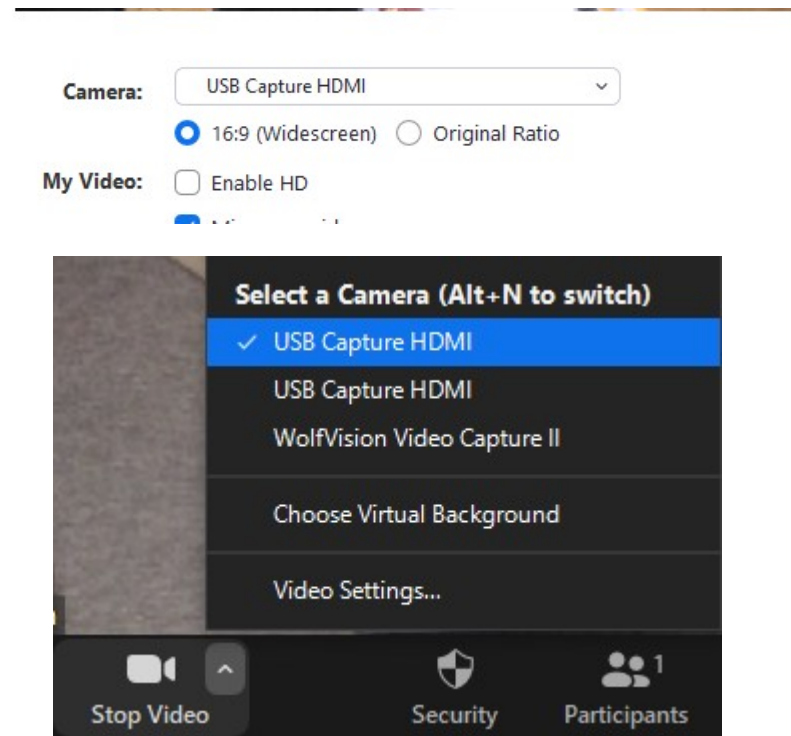 Camera: USB Capture HDMI
16:9 (Widescreen) Original Ratio
My Video: Enable HD
Select a Camera (Alt+N to switch)
USB Capture HDMI
USB Capture HDMI
WolfVision Video Capture II
Choose Virtual Background
Video Settings...
1
Stop Video Security Participants